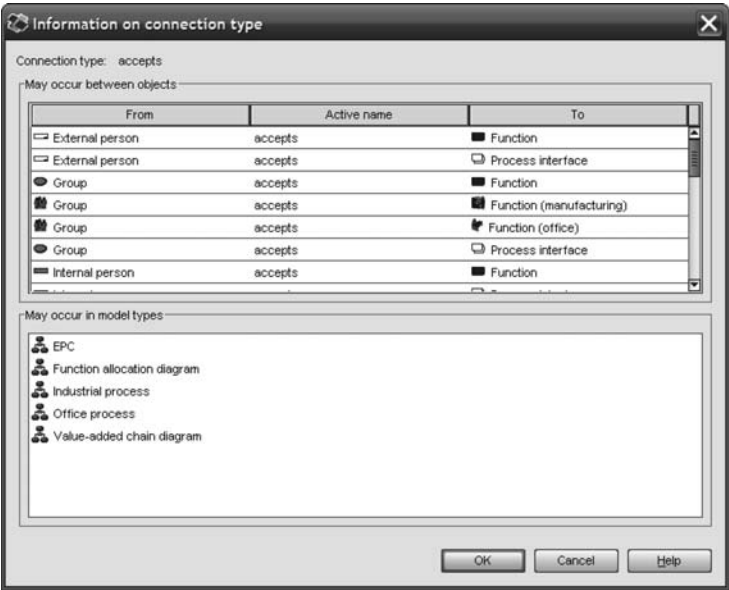 Information on connection type
Connection type: accepts
May occur between objects
From Active name To
External person accepts Function
External person accepts Process interface
Group accepts Function
Group accepts Function (manufacturing)
Group accepts Function (office)
Group accepts Process interface
Internal person accepts Function
May occur in model types
EPC
Function allocation diagram
Industrial process
Office process
Value-added chain diagram
OK Cancel Help